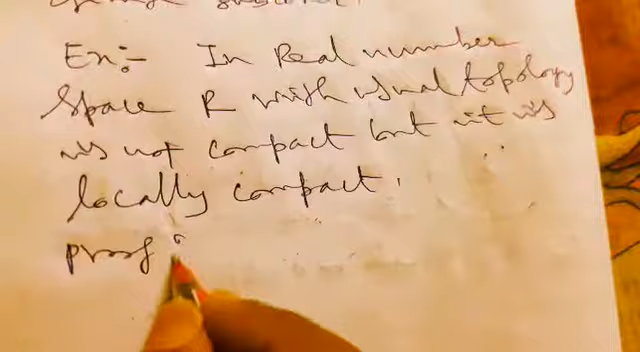 Ex:- In Real number
Space R with usual topology
is not compact but it is
locally compact.
proof :